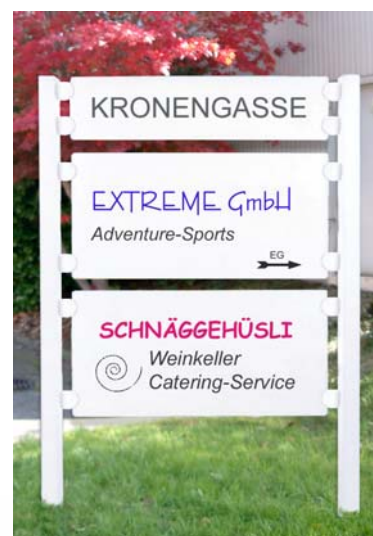 KRONENGASSE
EXTREME GmbH
Adventure-Sports
EG
SCHNÄGGEHÜSLI
Weinkeller
Catering-Service